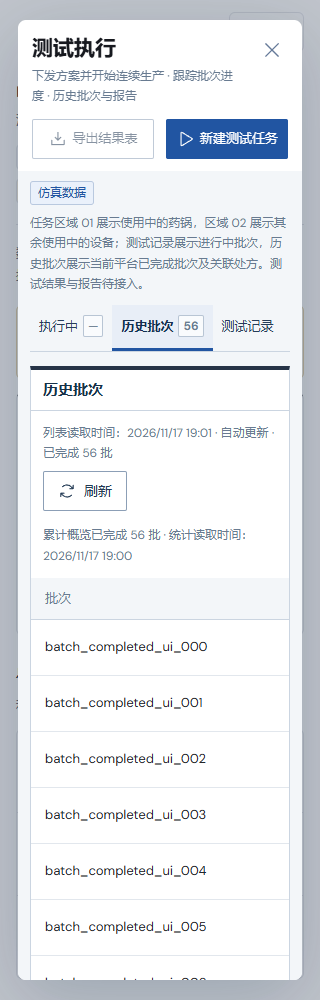 测试执行
下发方案并开始连续生产 · 跟踪批次进
度 · 历史批次与报告
导出结果表
新建测试任务
仿真数据
任务区域 01 展示使用中的药锅，区域 02 展示其
余使用中的设备；测试记录展示进行中批次，历
史批次展示当前平台已完成批次及关联处方。测
试结果与报告待接入。
执行中 —
历史批次 56
测试记录
历史批次
列表读取时间：2026/11/17 19:01 · 自动更新 ·
已完成 56 批
刷新
累计概览已完成 56 批 · 统计读取时间：
2026/11/17 19:00
批次
batch_completed_ui_000
batch_completed_ui_001
batch_completed_ui_002
batch_completed_ui_003
batch_completed_ui_004
batch_completed_ui_005